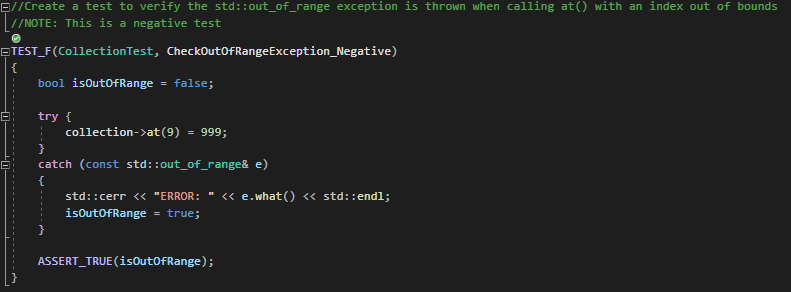 //Create a test to verify the std::out_of_range exception is thrown when calling at() with an index out of bounds
//NOTE: This is a negative test
TEST_F(CollectionTest, CheckOutOfRangeException_Negative)
{
    bool isOutOfRange = false;

    try {
        collection->at(9) = 999;
    }
    catch (const std::out_of_range& e)
    {
        std::cerr << "ERROR: " << e.what() << std::endl;
        isOutOfRange = true;
    }

    ASSERT_TRUE(isOutOfRange);
}